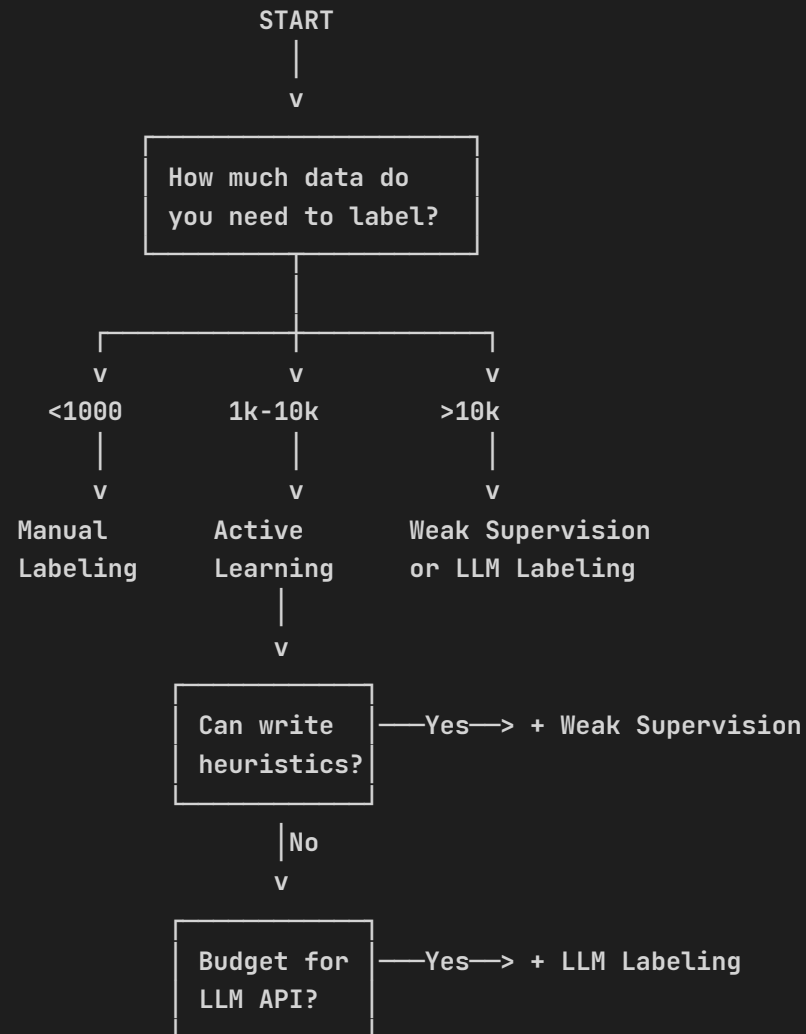 START
v
How much data do
you need to label?
v v v
<1000 1k-10k >10k
v v v
Manual Active Weak Supervision
Labeling Learning or LLM Labeling
v
Can write Yes > + Weak Supervision
heuristics?
No
v
Budget for Yes > + LLM Labeling
LLM API?